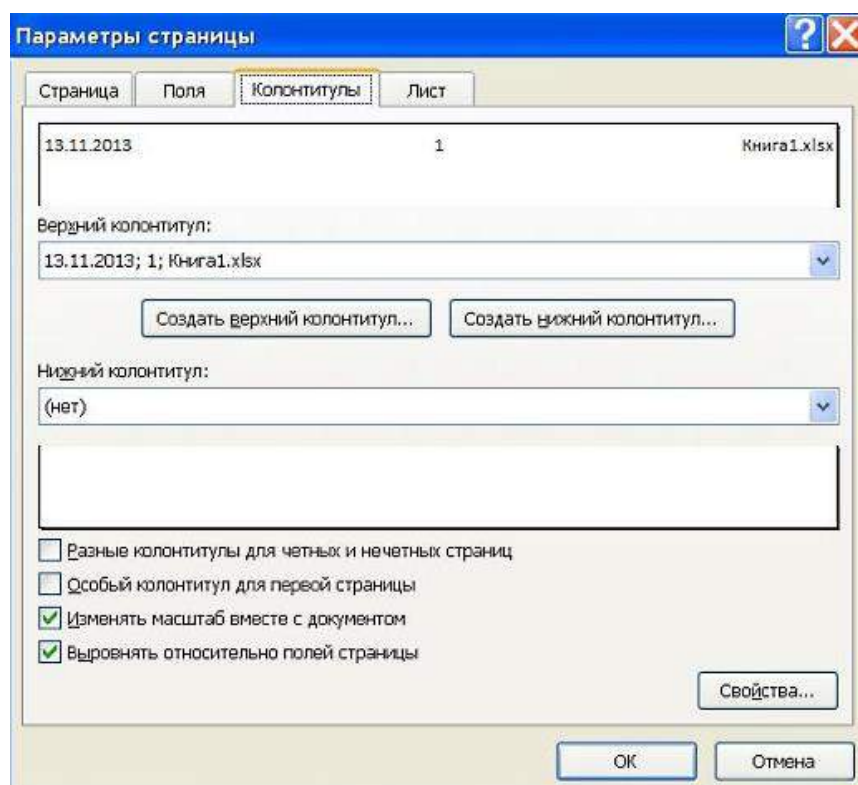 Параметры страницы ?
Страница Поля Колонтитулы Лист
13.11.2013 1 Книга1.xlsx
Верхний колонтитул:
13.11.2013; 1; Книга1.xlsx
Создать верхний колонтитул... Создать нижний колонтитул...
Нижний колонтитул:
(нет)
Разные колонтитулы для четных и нечетных страниц
Особый колонтитул для первой страницы
Изменять масштаб вместе с документом
Выровнять относительно полей страницы
Свойства...
ОК Отмена